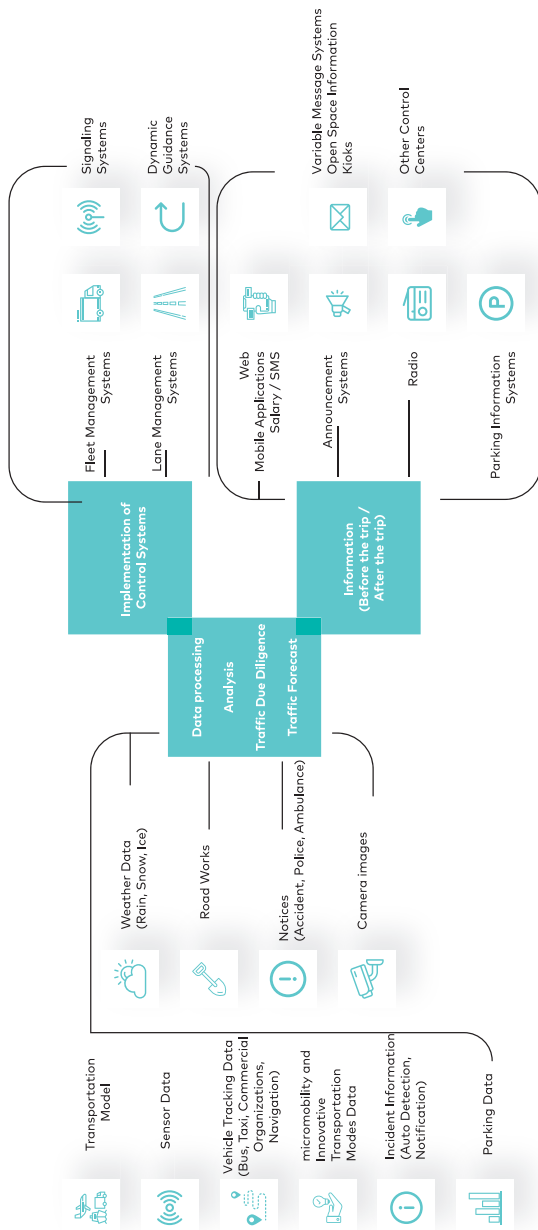 Transportation
Model
Sensor Data
Vehicle Tracking Data
(Bus, Taxi, Commercial
Organizations,
Navigation)
micromobility and
Innovative
Transportation
Modes Data
Incident Information
(Auto Detection,
Notification)
Parking Data
Weather Data
(Rain, Snow, Ice)
Road Works
Notices
(Accident, Police, Ambulance)
Camera images
Data processing
Analysis
Traffic Due Diligence
Traffic Forecast
Implementation of
Control Systems
Information
(Before the trip /
After the trip)
Fleet Management
Systems
Lane Management
Systems
Signaling
Systems
Dynamic
Guidance
Systems
Web
Mobile Applications
Salary / SMS
Announcement
Systems
Radio
Parking Information
Systems
P
Variable Message Systems
Open Space Information
Kioks
Other Control
Centers